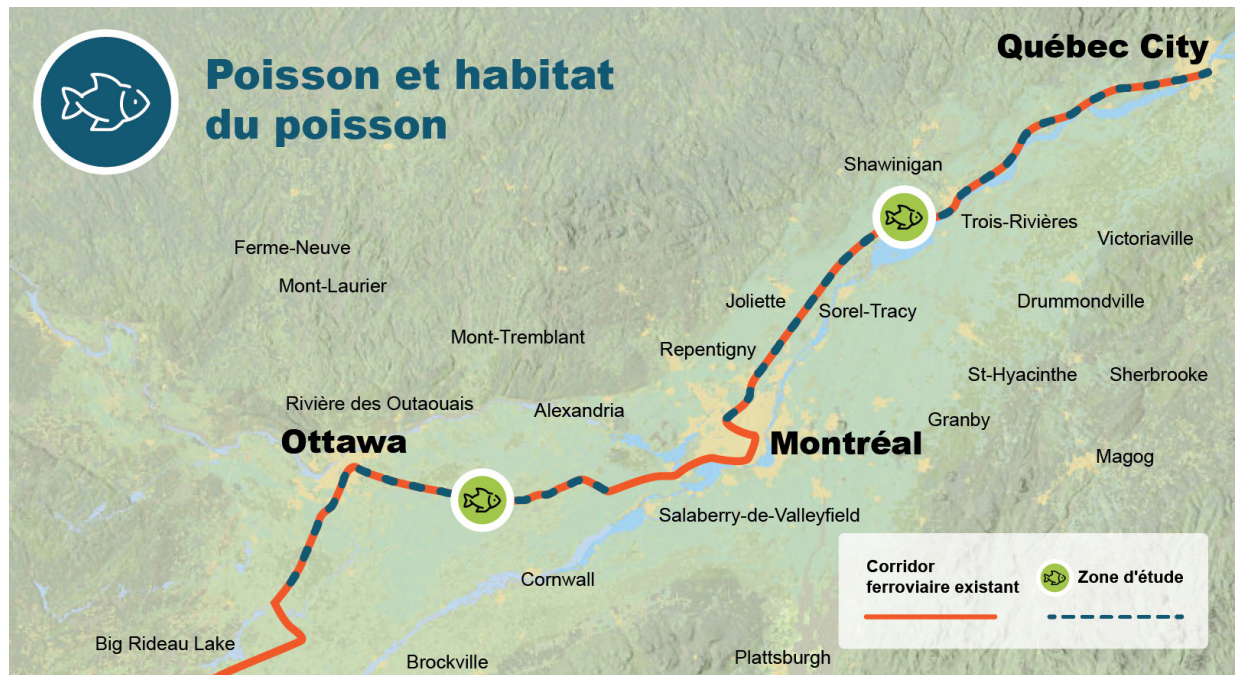 Poisson et habitat
du poisson
Québec City
Shawinigan
Trois-Rivières
Victoriaville
Ferme-Neuve
Mont-Laurier
Joliette
Sorel-Tracy
Drummondville
Mont-Tremblant
Repentigny
St-Hyacinthe
Sherbrooke
Rivière des Outaouais
Alexandria
Granby
Ottawa
Montréal
Magog
Salaberry-de-Valleyfield
Cornwall
Big Rideau Lake
Brockville
Plattsburgh
Corridor
ferroviaire existant
Zone d'étude